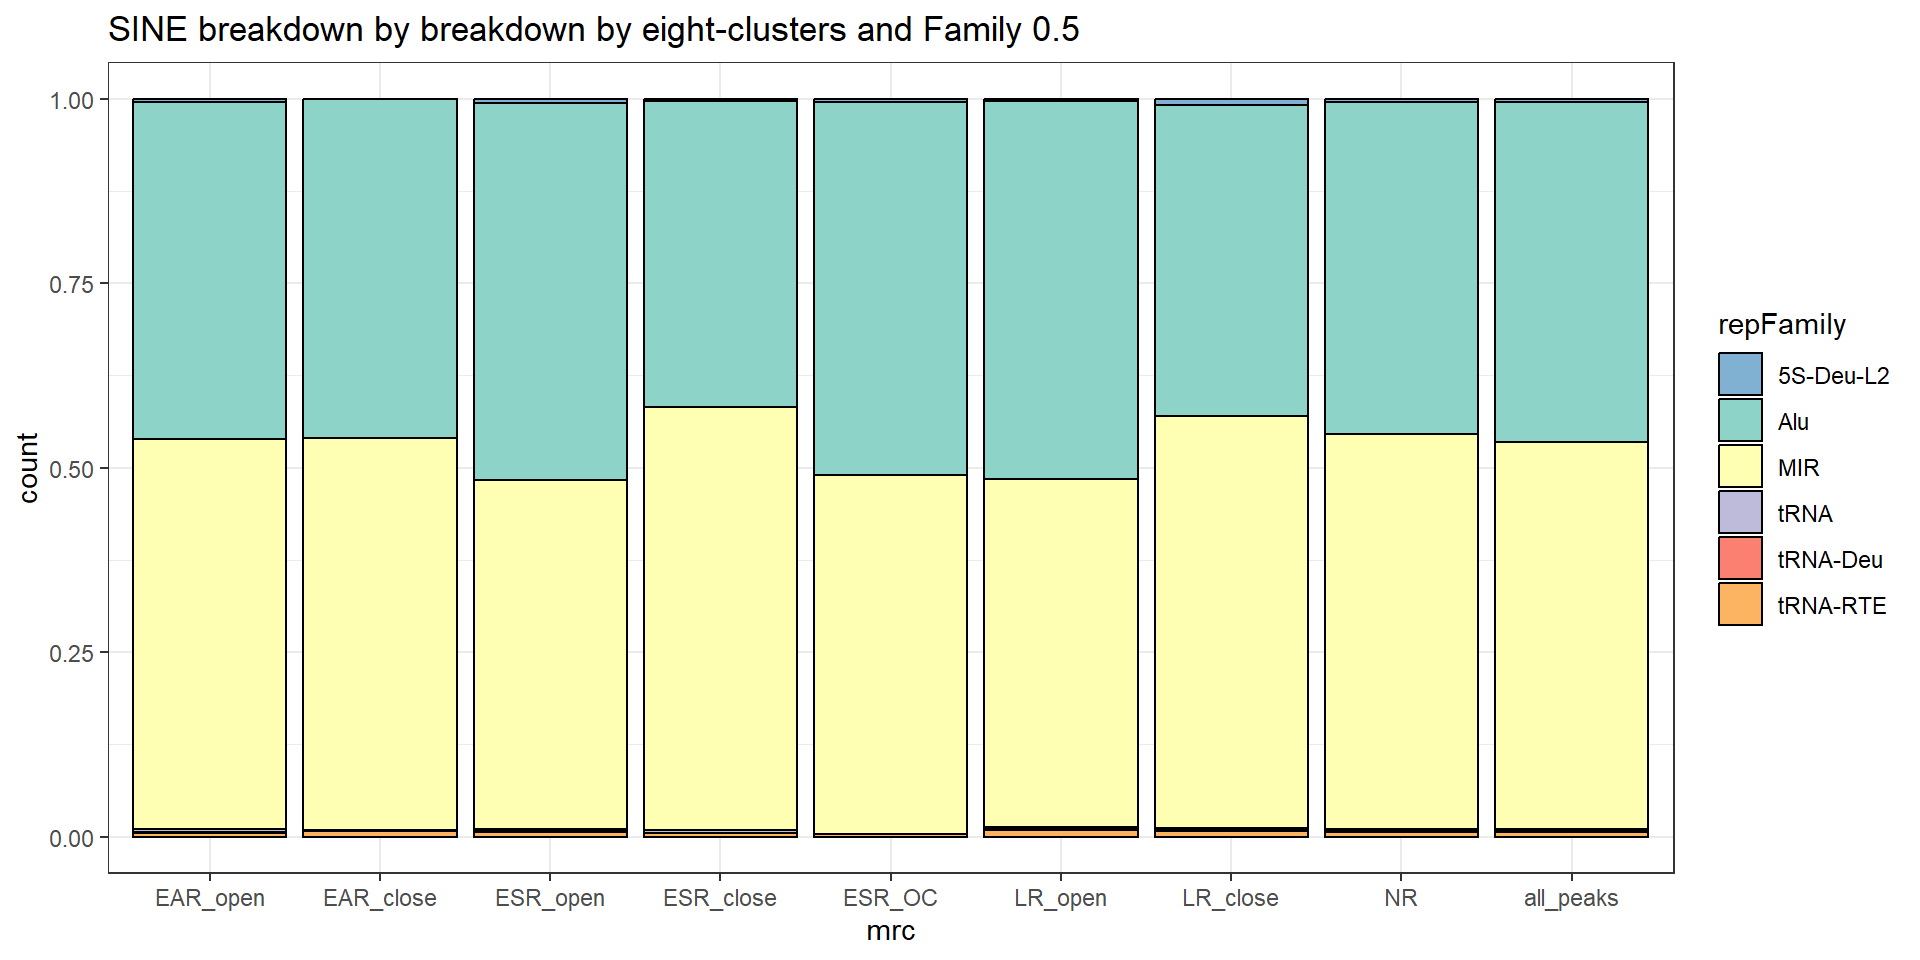 SINE breakdown by breakdown by eight-clusters and Family 0.5
1.00
0.75
0.50
0.25
0.00
count
EAR_open EAR_close ESR_open ESR_close ESR_OC LR_open LR_close NR all_peaks
mrc
repFamily
5S-Deu-L2
Alu
MIR
tRNA
tRNA-Deu
tRNA-RTE